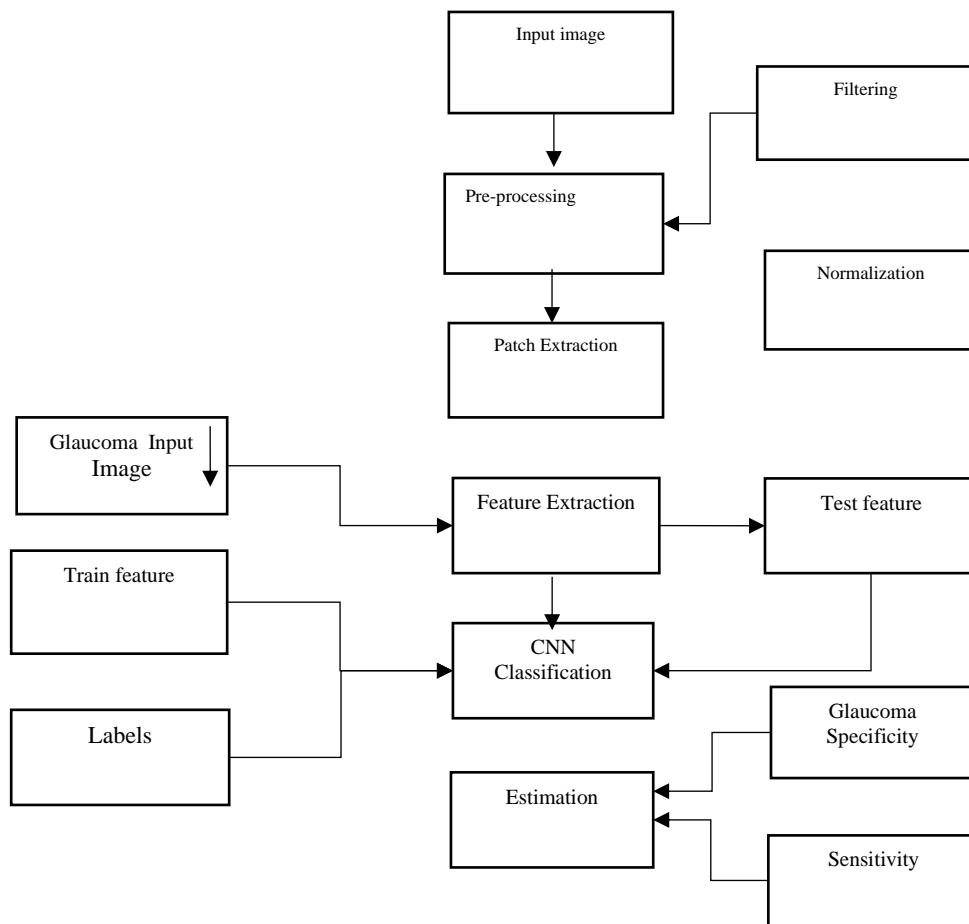 Input image
Filtering
Pre-processing
Normalization
Patch Extraction
Glaucoma Input
Image
Feature Extraction
Test feature
Train feature
CNN
Classification
Labels
Glaucoma
Specificity
Estimation
Sensitivity